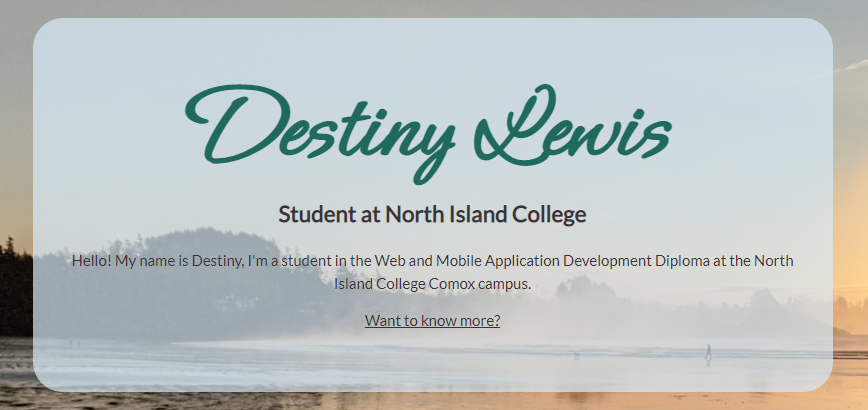 Destiny Lewis
Student at North Island College
Hello! My name is Destiny, I'm a student in the Web and Mobile Application Development Diploma at the North
Island College Comox campus.
Want to know more?